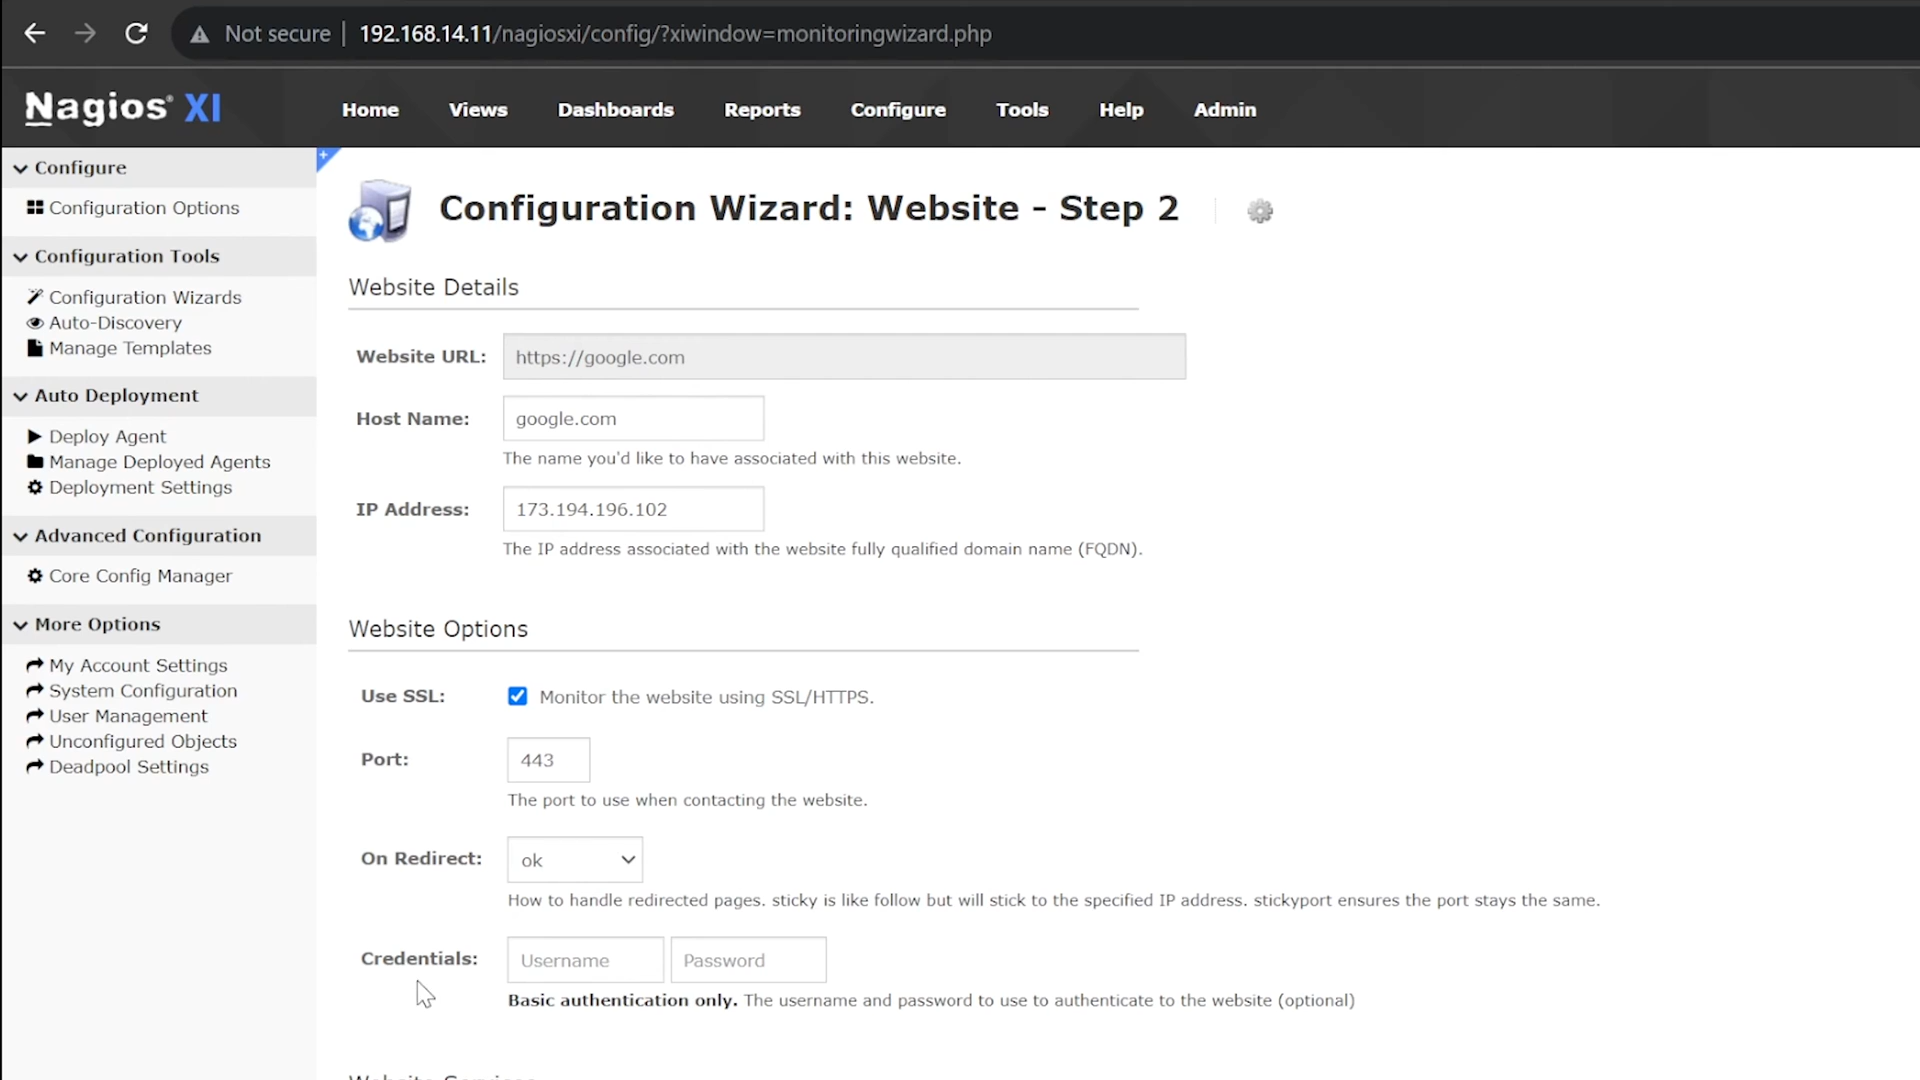 Not secure | 192.168.14.11/nagiosxi/config/?xiwindow=monitoringwizard.php
Nagios® XI
Home Views Dashboards Reports Configure Tools Help Admin
Configure
Configuration Options
Configuration Tools
Configuration Wizards
Auto-Discovery
Manage Templates
Auto Deployment
Deploy Agent
Manage Deployed Agents
Deployment Settings
Advanced Configuration
Core Config Manager
More Options
My Account Settings
System Configuration
User Management
Unconfigured Objects
Deadpool Settings
Configuration Wizard: Website - Step 2
Website Details
Website URL: https://google.com
Host Name: google.com
The name you'd like to have associated with this website.
IP Address: 173.194.196.102
The IP address associated with the website fully qualified domain name (FQDN).
Website Options
Use SSL: Monitor the website using SSL/HTTPS.
Port: 443
The port to use when contacting the website.
On Redirect: ok
How to handle redirected pages. sticky is like follow but will stick to the specified IP address. stickyport ensures the port stays the same.
Credentials: Username Password
Basic authentication only. The username and password to use to authenticate to the website (optional)
Website Services